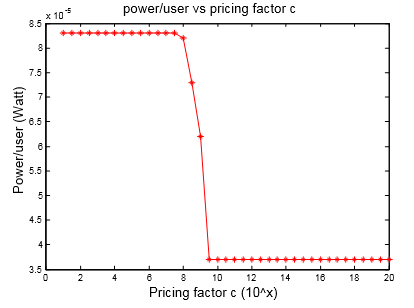 power/user vs pricing factor c
x 10^-5
8.5
8
7.5
7
6.5
6
5.5
5
4.5
4
3.5
0 2 4 6 8 10 12 14 16 18 20
Power/user (Watt)
Pricing factor c (10^x)